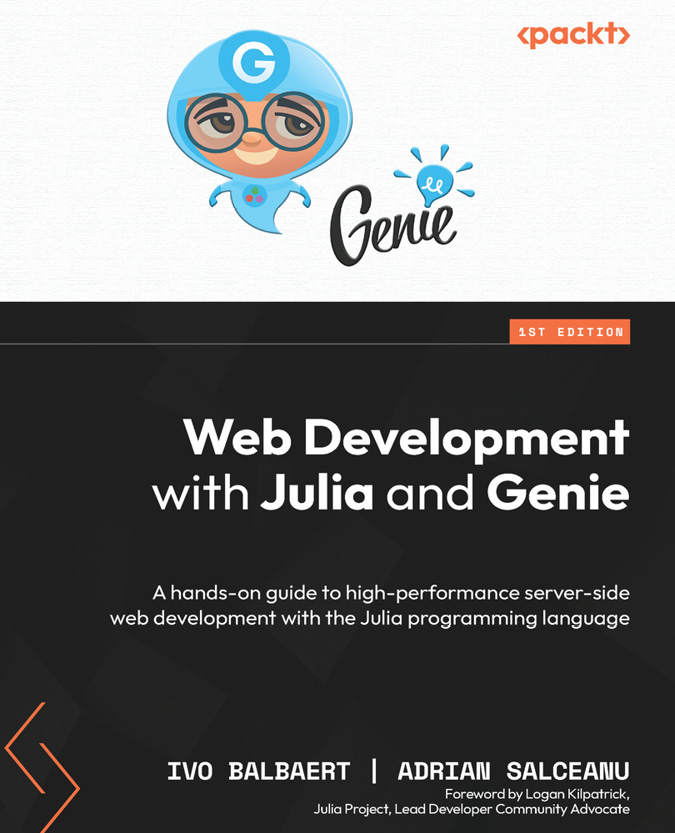 <packt>
G
Genie
1ST EDITION
Web Development
with Julia and Genie
A hands-on guide to high-performance server-side
web development with the Julia programming language
IVO BALBAERT | ADRIAN SALCEANU
Foreword by Logan Kilpatrick,
Julia Project, Lead Developer Community Advocate